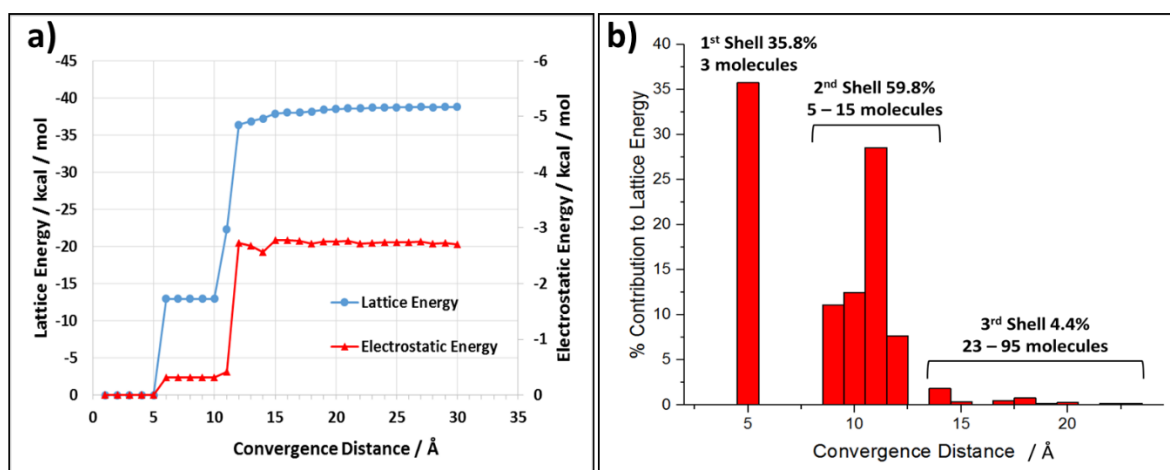 a)
Lattice Energy / kcal / mol
-45
-40
-35
-30
-25
-20
-15
-10
-5
0
0 5 10 15 20 25 30 35
Convergence Distance / Å
-6
-5
-4
-3
-2
-1
0
Electrostatic Energy / kcal / mol
Lattice Energy
Electrostatic Energy
b)
% Contribution to Lattice Energy
40
35
30
25
20
15
10
5
0
5 10 15 20
Convergence Distance / Å
1st Shell 35.8%
3 molecules
2nd Shell 59.8%
5 – 15 molecules
3rd Shell 4.4%
23 – 95 molecules